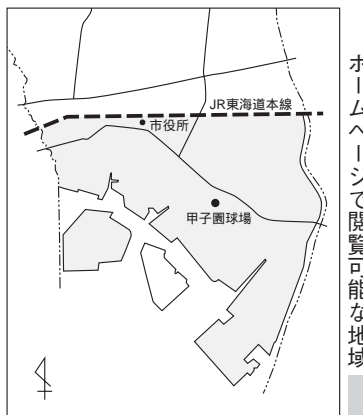 ホームページで閲覧可能な地域
JR東海道本線
市役所
甲子園球場